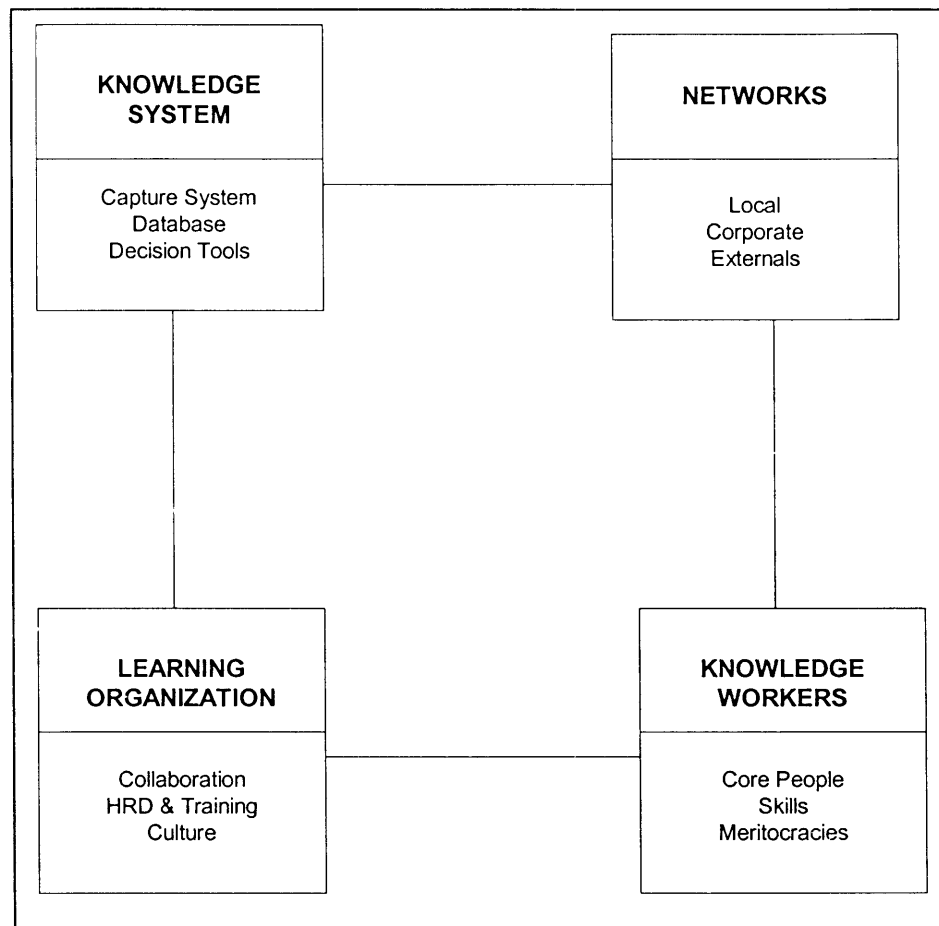 KNOWLEDGE
SYSTEM
Capture System
Database
Decision Tools
NETWORKS
Local
Corporate
Externals
LEARNING
ORGANIZATION
Collaboration
HRD & Training
Culture
KNOWLEDGE
WORKERS
Core People
Skills
Meritocracies